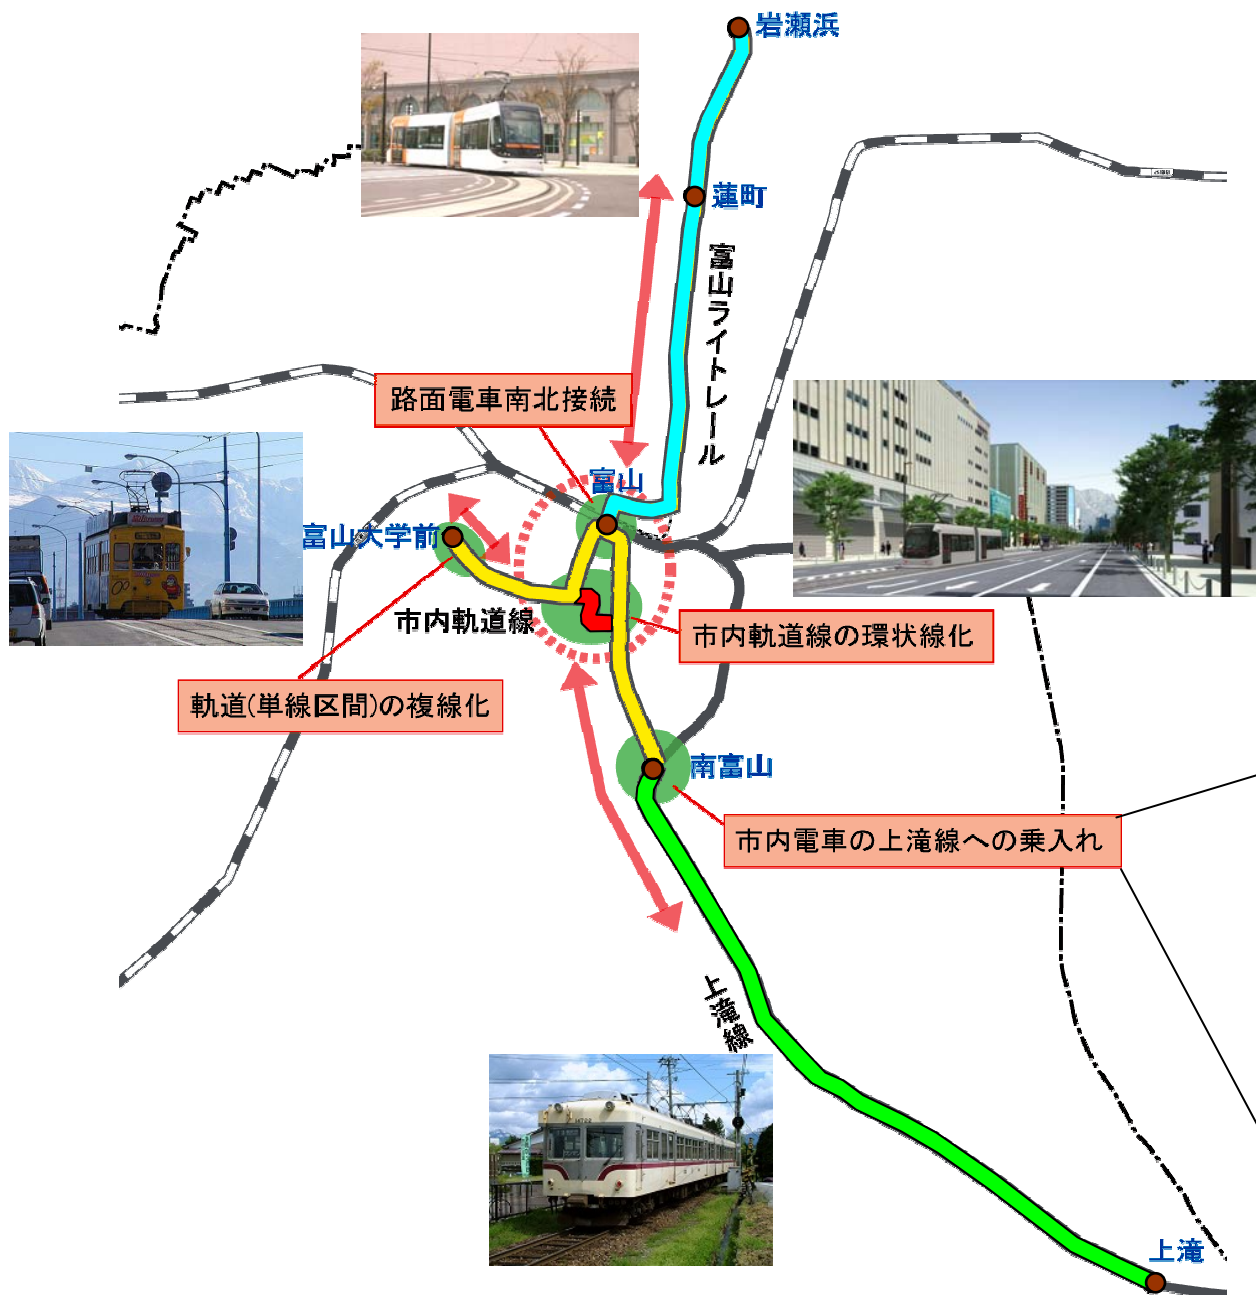 岩瀬浜
蓮町
富山ライトレール
路面電車南北接続
富山
富山大学前
市内軌道線
市内軌道線の環状線化
軌道(単線区間)の複線化
南富山
市内電車の上滝線への乗入れ
上滝線
上滝